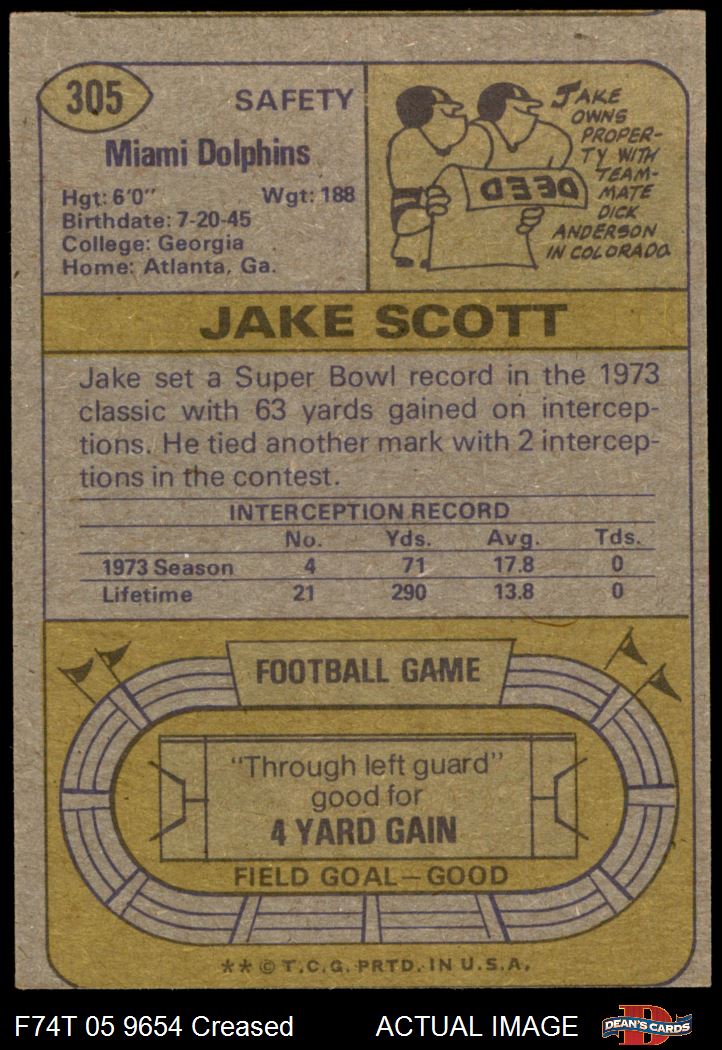 305
SAFETY
Miami Dolphins
Hgt: 6'0" Wgt: 188
Birthdate: 7-20-45
College: Georgia
Home: Atlanta, Ga.
JAKE
OWNS
PROPER-
TY WITH
TEAM-
MATE
DICK
ANDERSON
IN COLORADO.
DEED
JAKE SCOTT
Jake set a Super Bowl record in the 1973
classic with 63 yards gained on intercep-
tions. He tied another mark with 2 intercep-
tions in the contest.
INTERCEPTION RECORD
No. Yds. Avg. Tds.
1973 Season 4 71 17.8 0
Lifetime 21 290 13.8 0
FOOTBALL GAME
"Through left guard"
good for
4 YARD GAIN
FIELD GOAL—GOOD
** © T.C.G. PRTD. IN U.S.A.
F74T 05 9654 Creased ACTUAL IMAGE
D
DEAN'S CARDS